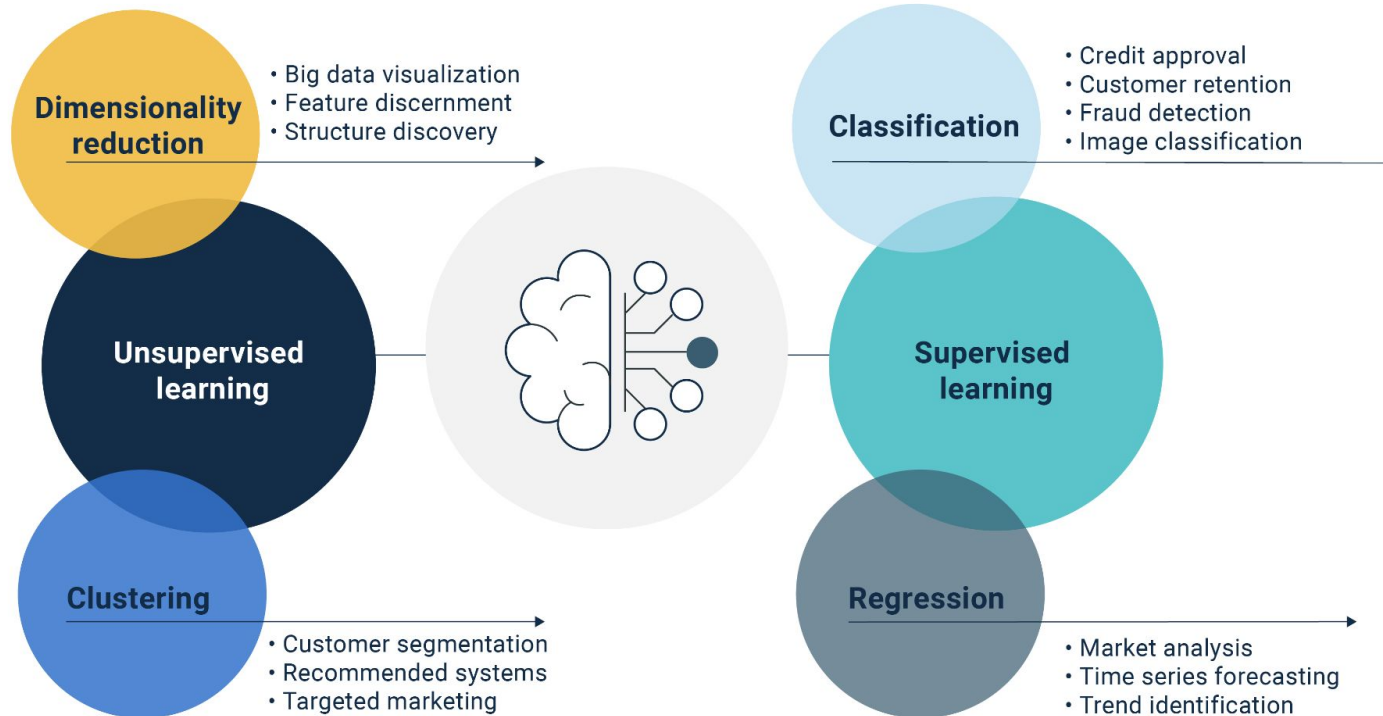 Dimensionality
reduction
• Big data visualization
• Feature discernment
• Structure discovery
Unsupervised
learning
Clustering
• Customer segmentation
• Recommended systems
• Targeted marketing
Classification
• Credit approval
• Customer retention
• Fraud detection
• Image classification
Supervised
learning
Regression
• Market analysis
• Time series forecasting
• Trend identification